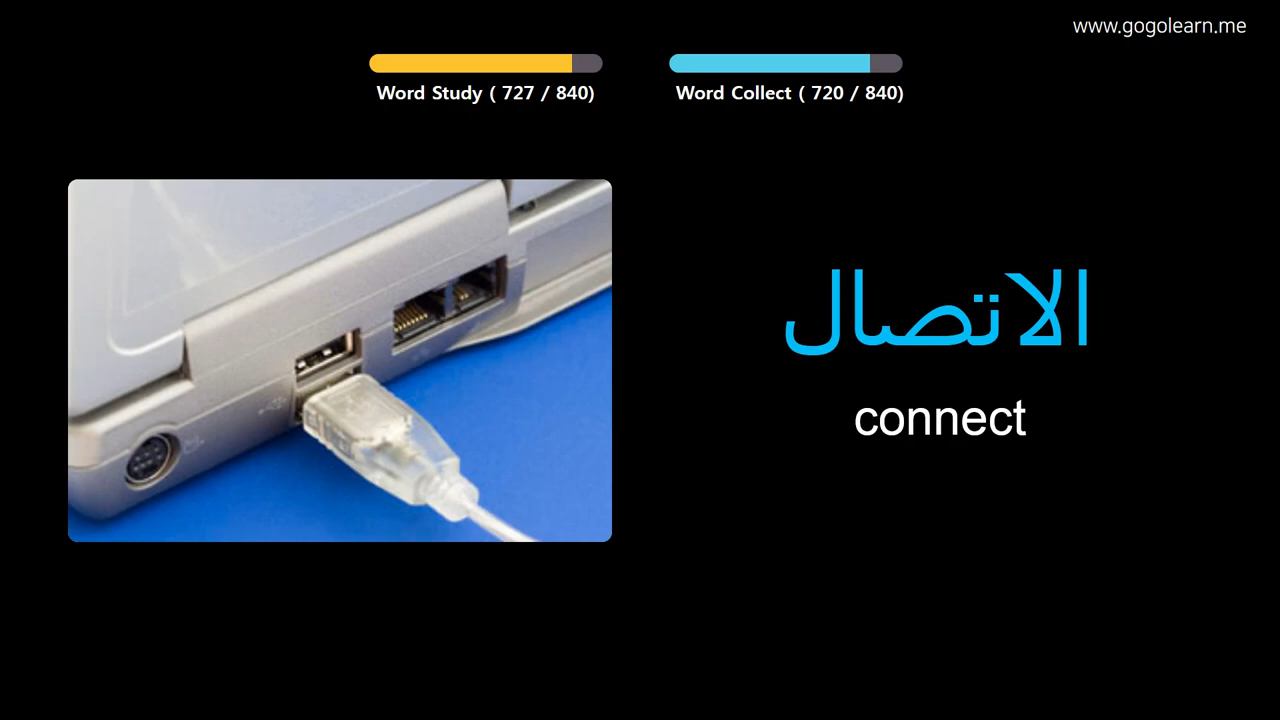 www.gogolearn.me
Word Study ( 727 / 840)
Word Collect ( 720 / 840)
الاتصال
connect